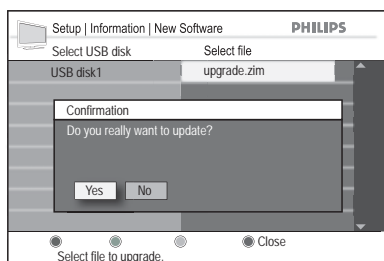 Setup | Information | New Software PHILIPS
Select USB disk Select file
USB disk1 upgrade.zim
Confirmation
Do you really want to update?
Yes No
Close
Select file to upgrade.